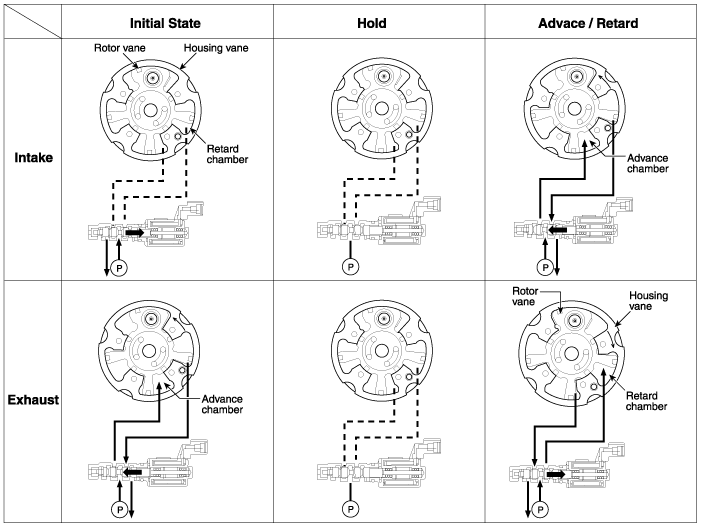 Initial State
Hold
Advace / Retard
Intake
Rotor vane
Housing vane
Retard
chamber
P
P
Advance
chamber
P
Exhaust
Advance
chamber
P
P
Rotor
vane
Housing
vane
Retard
chamber
P